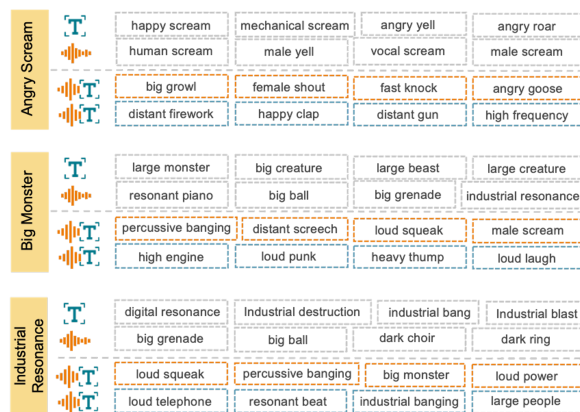 Angry Scream
happy scream mechanical scream angry yell angry roar
human scream male yell vocal scream male scream
big growl female shout fast knock angry goose
distant firework happy clap distant gun high frequency
Big Monster
large monster big creature large beast large creature
resonant piano big ball big grenade industrial resonance
percussive banging distant screech loud squeak male scream
high engine loud punk heavy thump loud laugh
Industrial
Resonance
digital resonance Industrial destruction industrial bang Industrial blast
big grenade big ball dark choir dark ring
loud squeak percussive banging big monster loud power
loud telephone resonant beat industrial banging large people